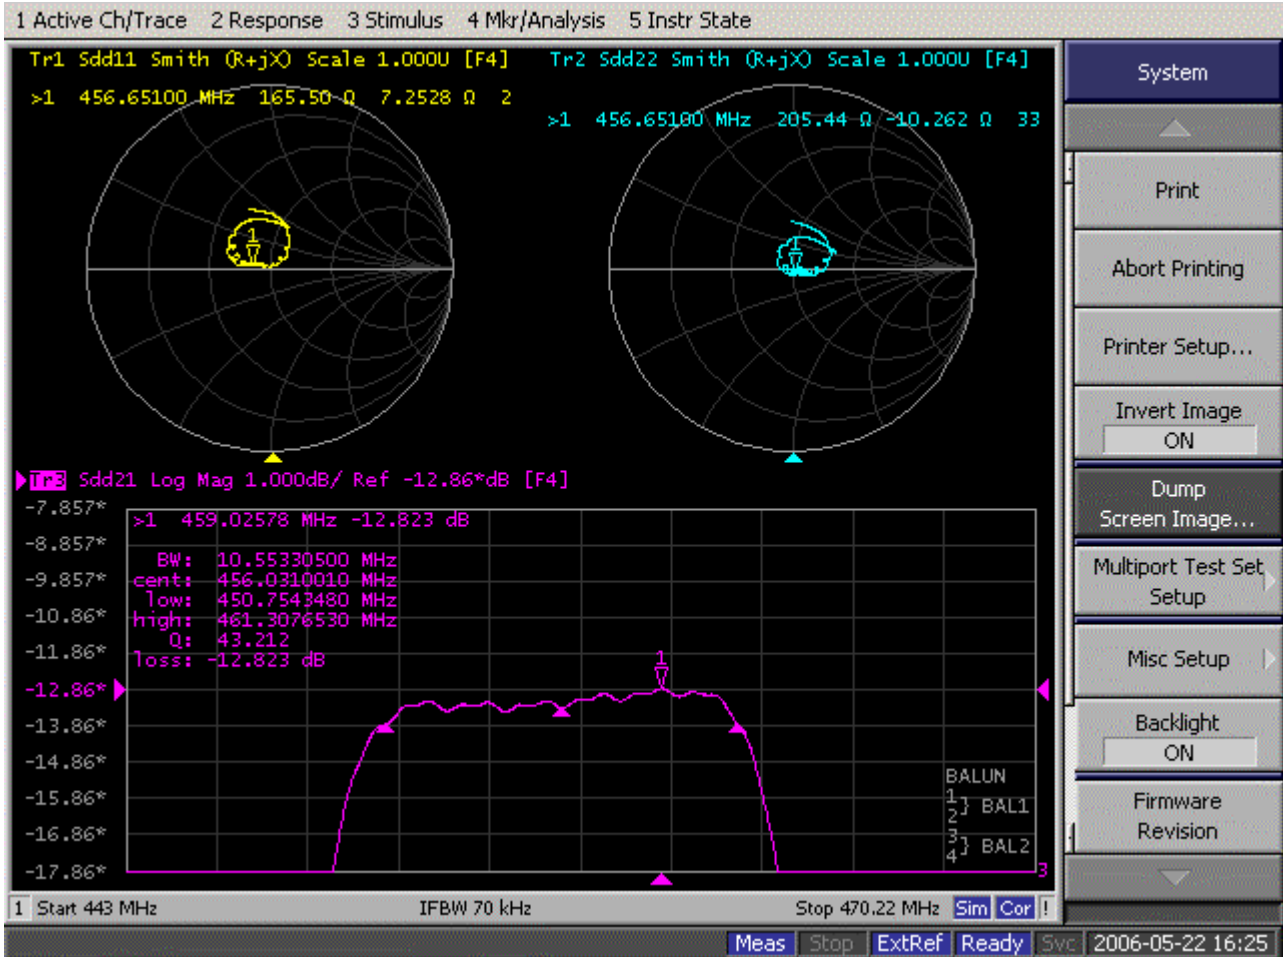 1 Active Ch/Trace 2 Response 3 Stimulus 4 Mkr/Analysis 5 Instr State
Tr1 Sdd11 Smith (R+jX) Scale 1.000U [F4]
>1 456.65100 MHz 165.50 Ω 7.2528 Ω 2
Tr2 Sdd22 Smith (R+jX) Scale 1.000U [F4]
>1 456.65100 MHz 205.44 Ω -10.262 Ω 33
1
1
Tr3 Sdd21 Log Mag 1.000dB/ Ref -12.86*dB [F4]
-7.857*
-8.857*
-9.857*
-10.86*
-11.86*
-12.86*
-13.86*
-14.86*
-15.86*
-16.86*
-17.86*
>1 459.02578 MHz -12.823 dB
BW: 10.55330500 MHz
cent: 456.0310010 MHz
low: 450.7543480 MHz
high: 461.3076530 MHz
Q: 43.212
loss: -12.823 dB
1
BALUN
1
2} BAL1
3
4} BAL2
3
1 Start 443 MHz IFBW 70 kHz Stop 470.22 MHz Sim Cor !
System
Print
Abort Printing
Printer Setup...
Invert Image
ON
Dump
Screen Image...
Multiport Test Set
Setup
Misc Setup
Backlight
ON
Firmware
Revision
Meas Stop ExtRef Ready Svc 2006-05-22 16:25